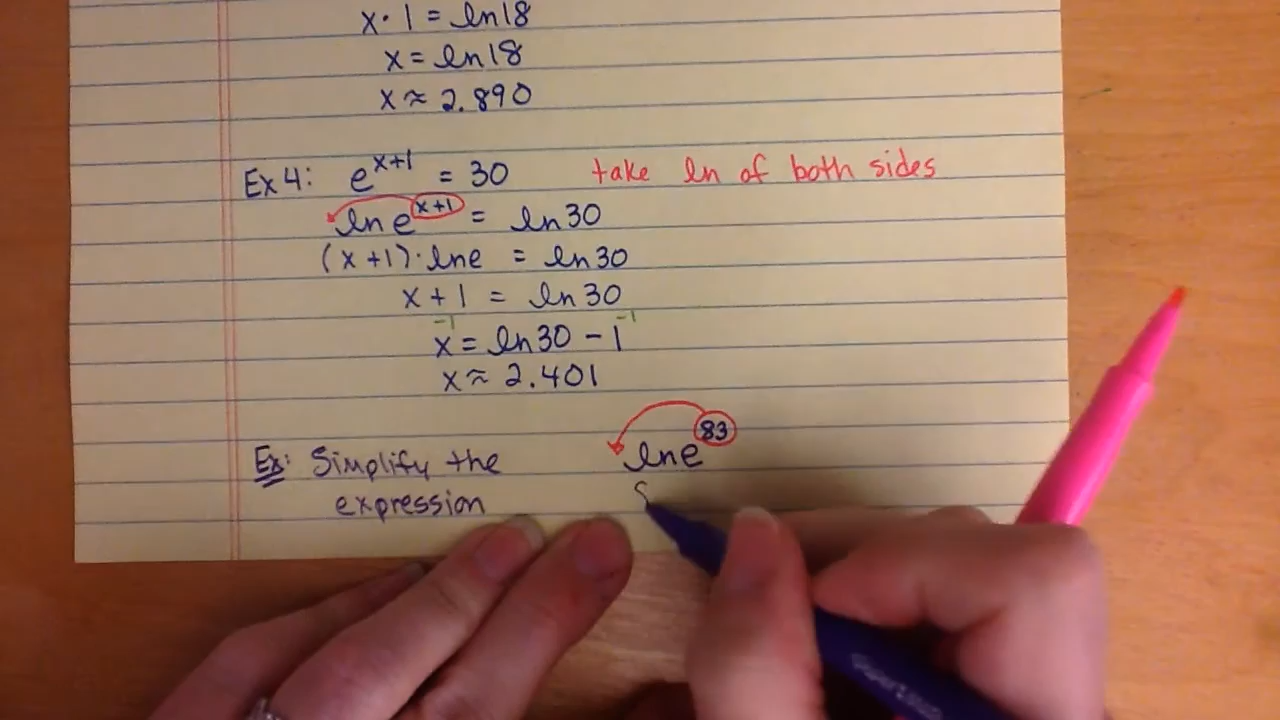 x · 1 = ln18
x = ln18
x ≈ 2.890
Ex 4: e^x+1 = 30 take ln of both sides
ln e^x+1 = ln30
(x+1)·lne = ln30
x + 1 = ln30
-1 -1
x = ln30 - 1
x ≈ 2.401
Ex: Simplify the lne^83
expression